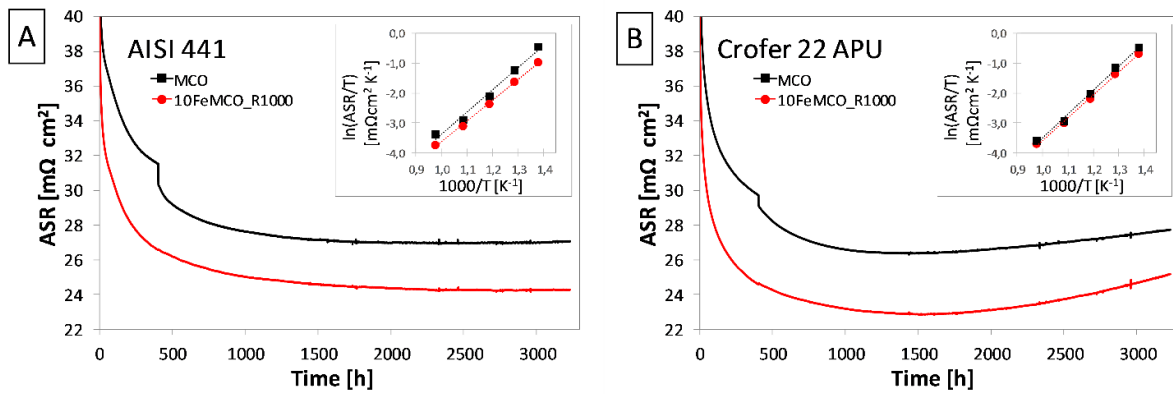 A
AISI 441
MCO
10FeMCO_R1000
ASR [mΩ cm²]
40
38
36
34
32
30
28
26
24
22
0
500
1000
1500
2000
2500
3000
Time [h]
ln(ASR/T)
[mΩcm² K⁻¹]
0,0
-1,0
-2,0
-3,0
-4,0
0,9 1,0 1,1 1,2 1,3 1,4
1000/T [K⁻¹]
B
Crofer 22 APU
MCO
10FeMCO_R1000
ASR [mΩ cm²]
40
38
36
34
32
30
28
26
24
22
0
500
1000
1500
2000
2500
3000
Time [h]
ln(ASR/T)
[mΩcm² K⁻¹]
0,0
-1,0
-2,0
-3,0
-4,0
0,9 1,0 1,1 1,2 1,3 1,4
1000/T [K⁻¹]